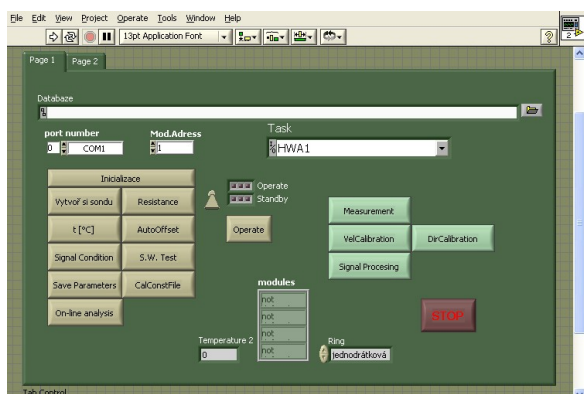 File Edit View Project Operate Tools Window Help
13pt Application Font
2
Page 1 Page 2
Databaze
port number Mod.Adress Task
0 COM1 1 HWA1
Inicializace
Operate
Standby
Vytvoř si sondu Resistance
Measurement
t [°C] AutoOffset Operate
VelCalibration DirCalibration
Signal Condition S.W. Test
Signal Procesing
Save Parameters CalConstFile
modules
not
On-line analysis
not
STOP
not
Temperature 2 Ring
0 not jednodrátková
Tab Control